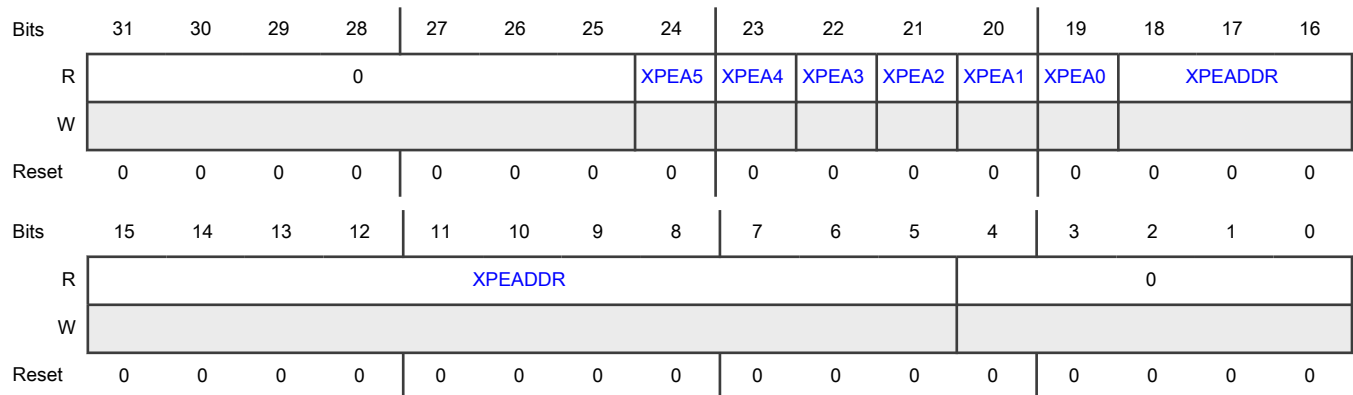 Bits 31 30 29 28 27 26 25 24 23 22 21 20 19 18 17 16
R 0 XPEA5 XPEA4 XPEA3 XPEA2 XPEA1 XPEA0 XPEADDR
W
Reset 0 0 0 0 0 0 0 0 0 0 0 0 0 0 0 0
Bits 15 14 13 12 11 10 9 8 7 6 5 4 3 2 1 0
R XPEADDR 0
W
Reset 0 0 0 0 0 0 0 0 0 0 0 0 0 0 0 0